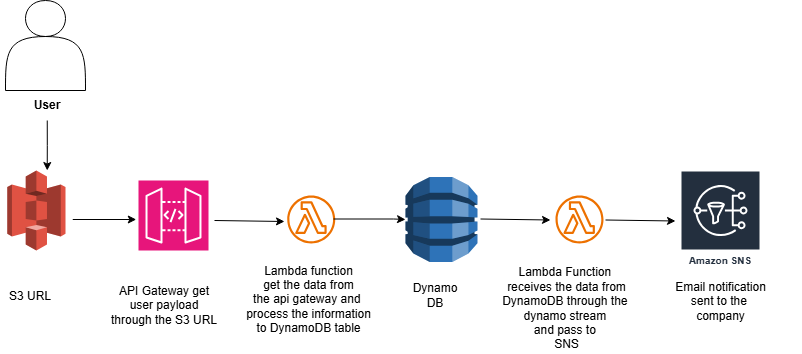 User
S3 URL
API Gateway get
user payload
through the S3 URL
</>
Lambda function
get the data from
the api gateway and
process the information
to DynamoDB table
Dynamo
DB
Lambda Function
receives the data from
DynamoDB through the
dynamo stream
and pass to
SNS
Amazon SNS
Email notification
sent to the
company